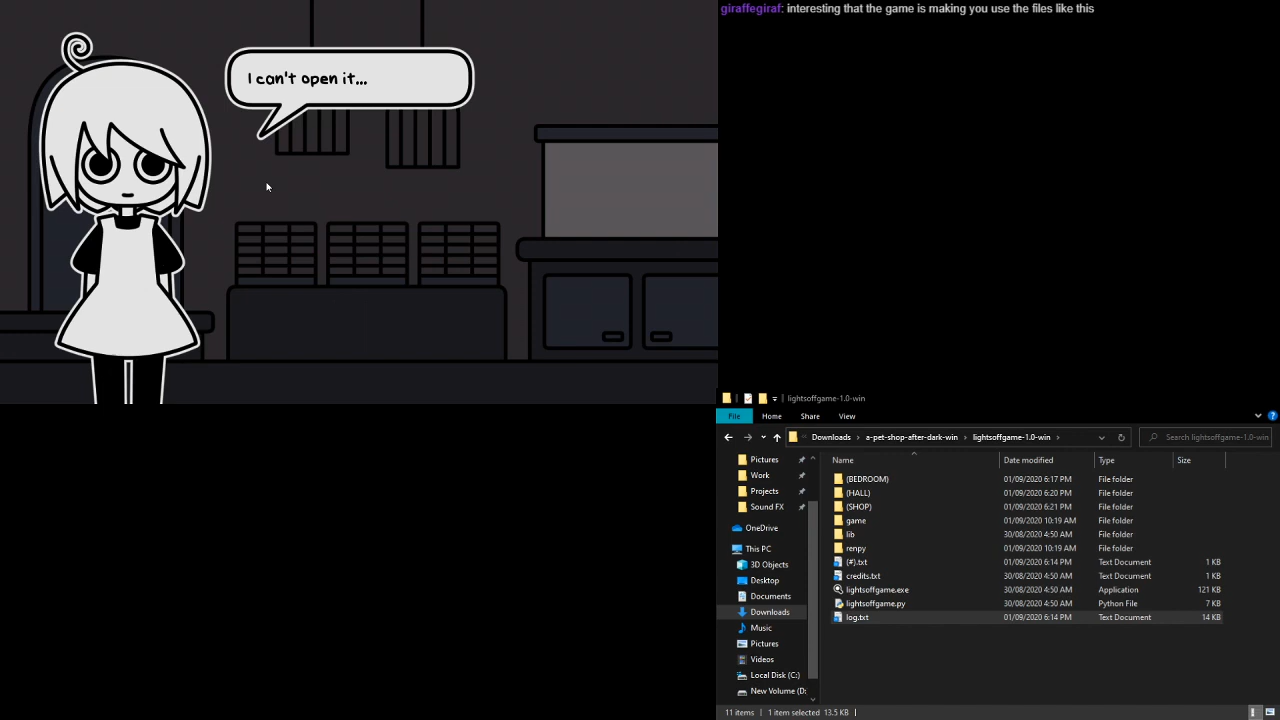 giraffegiraf: interesting that the game is making you use the files like this
I can't open it...
lightsoffgame-1.0-win
File Home Share View
Downloads a-pet-shop-after-dark-win lightsoffgame-1.0-win Search lightsoffgame-1.0-win
Name Date modified Type Size
Pictures
Work
Projects
Sound FX
OneDrive
This PC
3D Objects
Desktop
Documents
Downloads
Music
Pictures
Videos
Local Disk (C:)
New Volume (D:
(BEDROOM) 01/09/2020 6:17 PM File folder
(HALL) 01/09/2020 6:20 PM File folder
(SHOP) 01/09/2020 6:21 PM File folder
game 01/09/2020 10:19 AM File folder
lib 30/08/2020 4:50 AM File folder
renpy 01/09/2020 10:19 AM File folder
(#).txt 01/09/2020 6:14 PM Text Document 1 KB
credits.txt 30/08/2020 4:50 AM Text Document 1 KB
lightsoffgame.exe 30/08/2020 4:50 AM Application 121 KB
lightsoffgame.py 30/08/2020 4:50 AM Python File 7 KB
log.txt 01/09/2020 6:14 PM Text Document 14 KB
11 items 1 item selected 13.5 KB